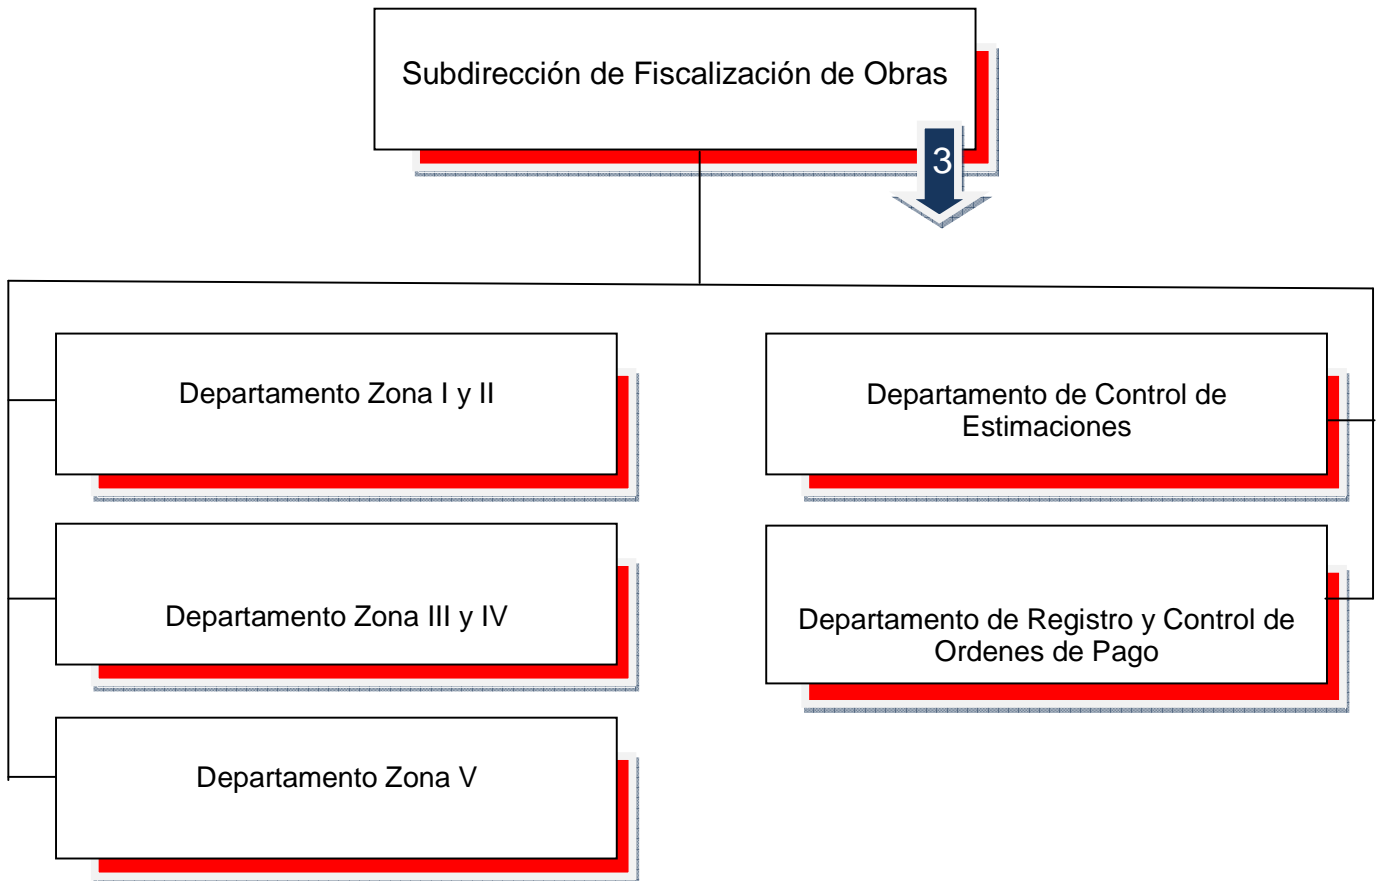 Subdirección de Fiscalización de Obras
3
Departamento Zona I y II
Departamento Zona III y IV
Departamento Zona V
Departamento de Control de
Estimaciones
Departamento de Registro y Control de
Ordenes de Pago